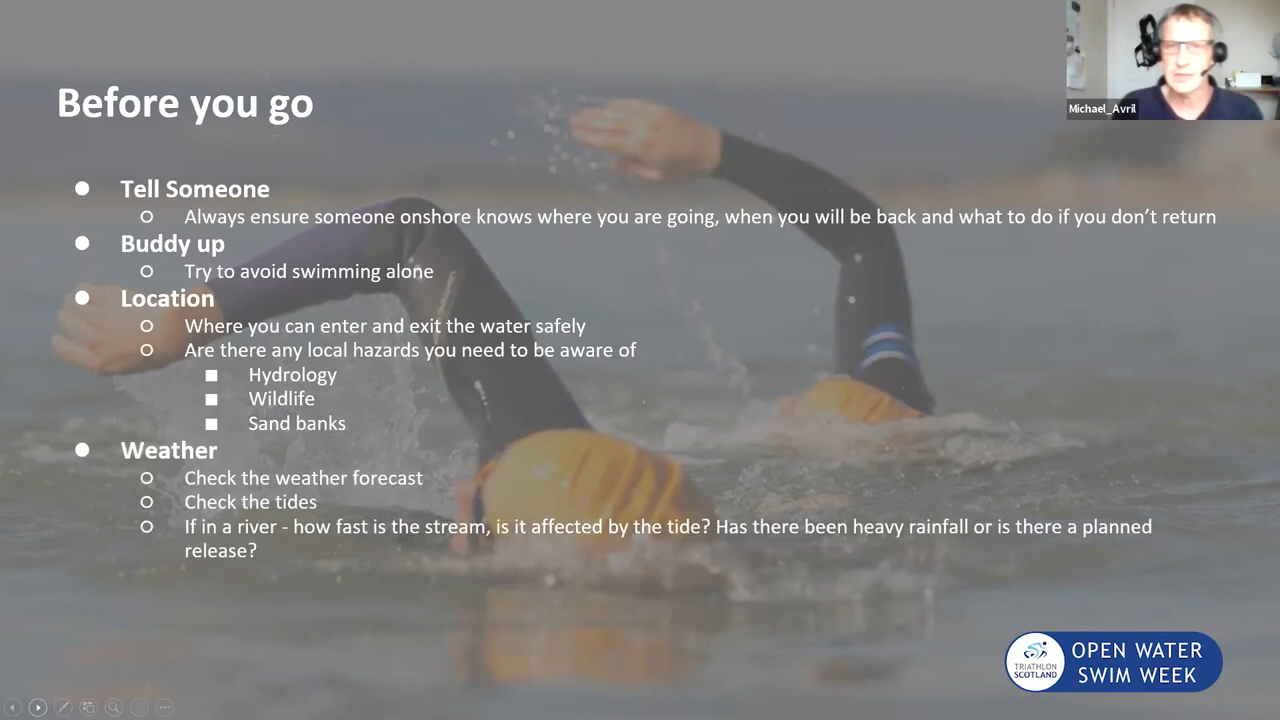 Before you go
Michael_Avril
Tell Someone
Always ensure someone onshore knows where you are going, when you will be back and what to do if you don't return
Buddy up
Try to avoid swimming alone
Location
Where you can enter and exit the water safely
Are there any local hazards you need to be aware of
Hydrology
Wildlife
Sand banks
Weather
Check the weather forecast
Check the tides
If in a river - how fast is the stream, is it affected by the tide? Has there been heavy rainfall or is there a planned
release?
TRIATHLON
SCOTLAND
OPEN WATER
SWIM WEEK